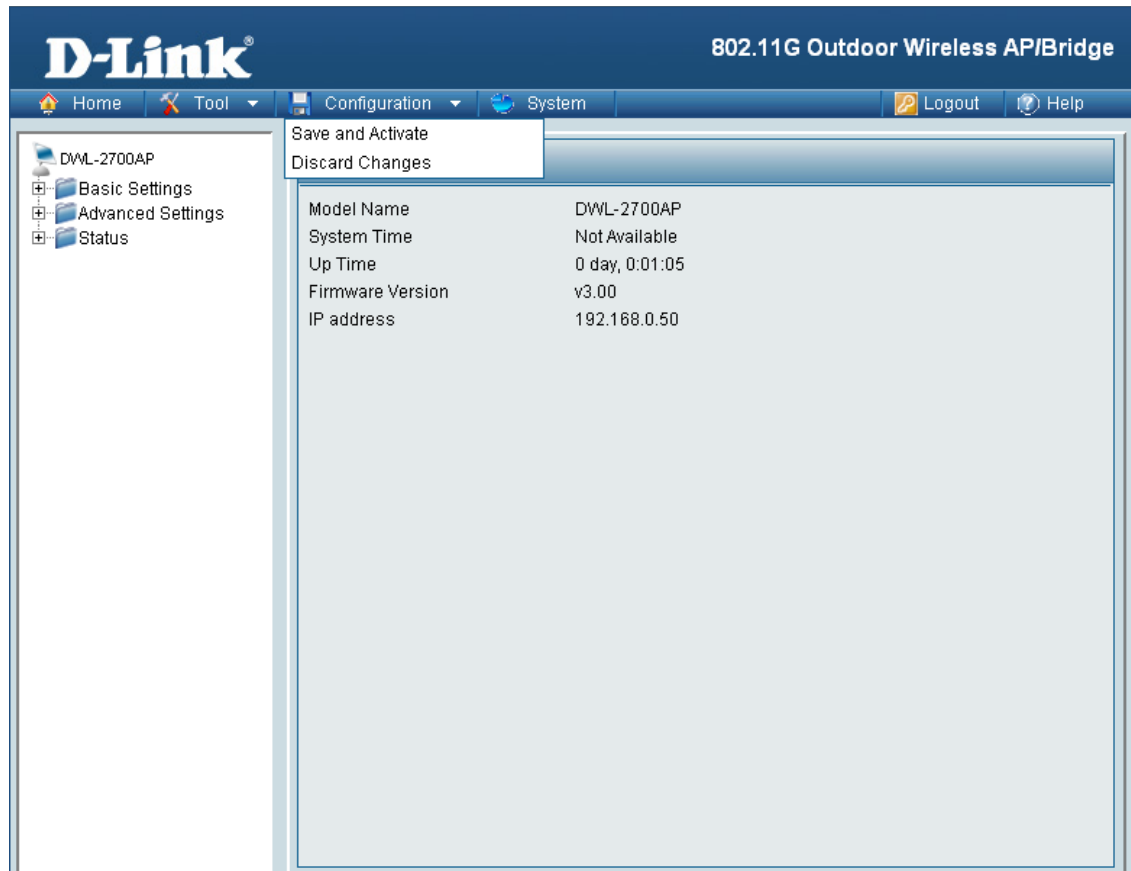 D-Link®
802.11G Outdoor Wireless AP/Bridge
Home
Tool
Configuration
System
Logout
Help
Save and Activate
Discard Changes
DWL-2700AP
Basic Settings
Advanced Settings
Status
Model Name DWL-2700AP
System Time Not Available
Up Time 0 day, 0:01:05
Firmware Version v3.00
IP address 192.168.0.50